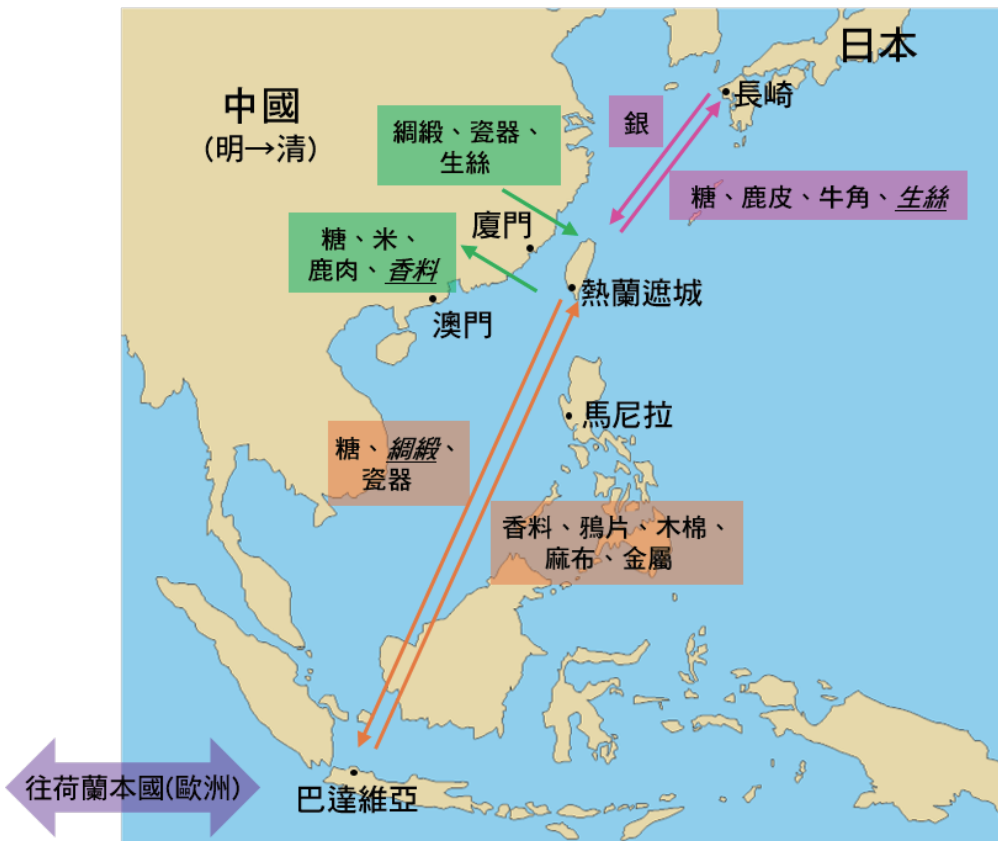 日本
長崎
中國
(明→清)
綢緞、瓷器、
生絲
銀
糖、鹿皮、牛角、生絲
廈門
糖、米、
鹿肉、香料
熱蘭遮城
澳門
馬尼拉
糖、綢緞、
瓷器
香料、鴉片、木棉、
麻布、金屬
往荷蘭本國(歐洲)
巴達維亞